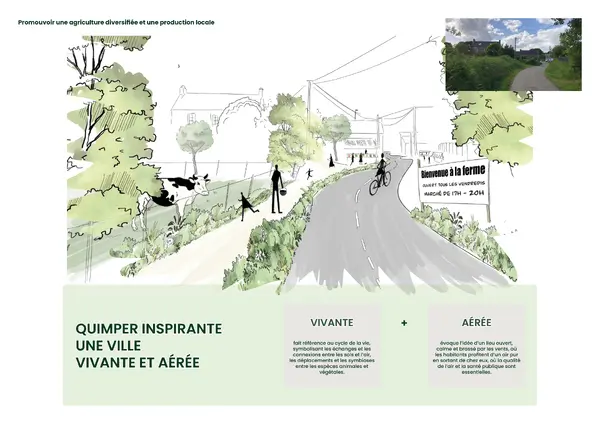 Promouvoir une agriculture diversifiée et une production locale
Bienvenue à la ferme
OUVERT TOUS LES VENDREDIS
MARCHÉ DE 17H - 20H
QUIMPER INSPIRANTE
UNE VILLE
VIVANTE ET AÉRÉE
VIVANTE
fait référence au cycle de la vie,
symbolisant les échanges et les
connexions entre les sols et l'air,
les déplacements et les symbioses
entre les espèces animales et
végétales.
+
AÉRÉE
évoque l'idée d'un lieu ouvert,
calme et brassé par les vents, où
les habitants profitent d'un air pur
en sortant de chez eux, où la qualité
de l'air et la santé publique sont
essentielles.